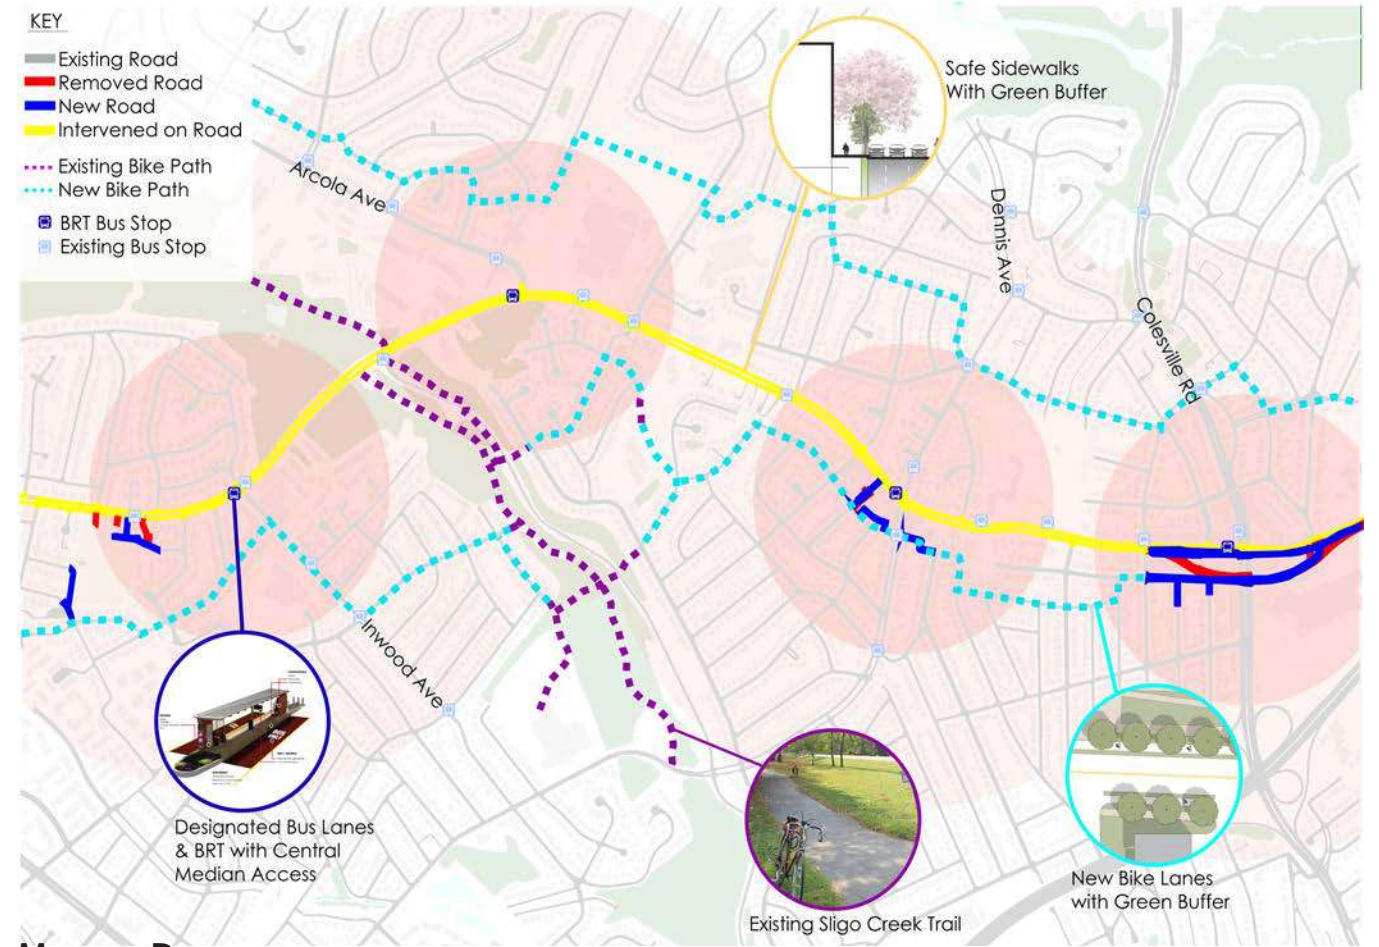 KEY
Existing Road
Removed Road
New Road
Intervened on Road
Existing Bike Path
New Bike Path
BRT Bus Stop
Existing Bus Stop
Safe Sidewalks
With Green Buffer
Arcola Ave
Dennis Ave
Colesville Rd
Inwood Ave
Designated Bus Lanes
& BRT with Central
Median Access
Existing Sligo Creek Trail
New Bike Lanes
with Green Buffer